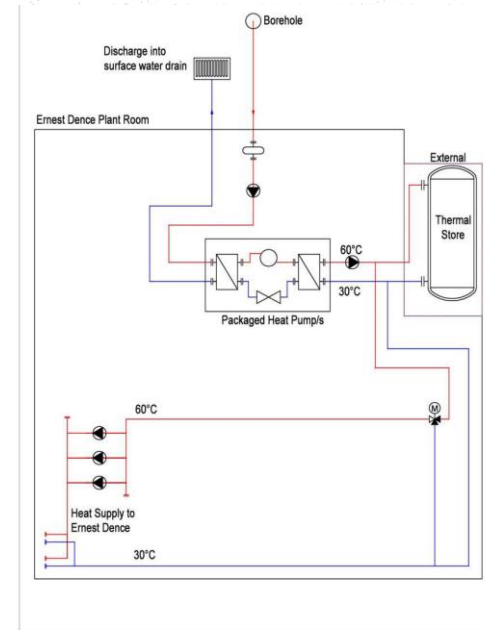 Borehole
Discharge into
surface water drain
Ernest Dence Plant Room
External
Thermal
Store
60°C
30°C
Packaged Heat Pump/s
M
60°C
Heat Supply to
Ernest Dence
30°C